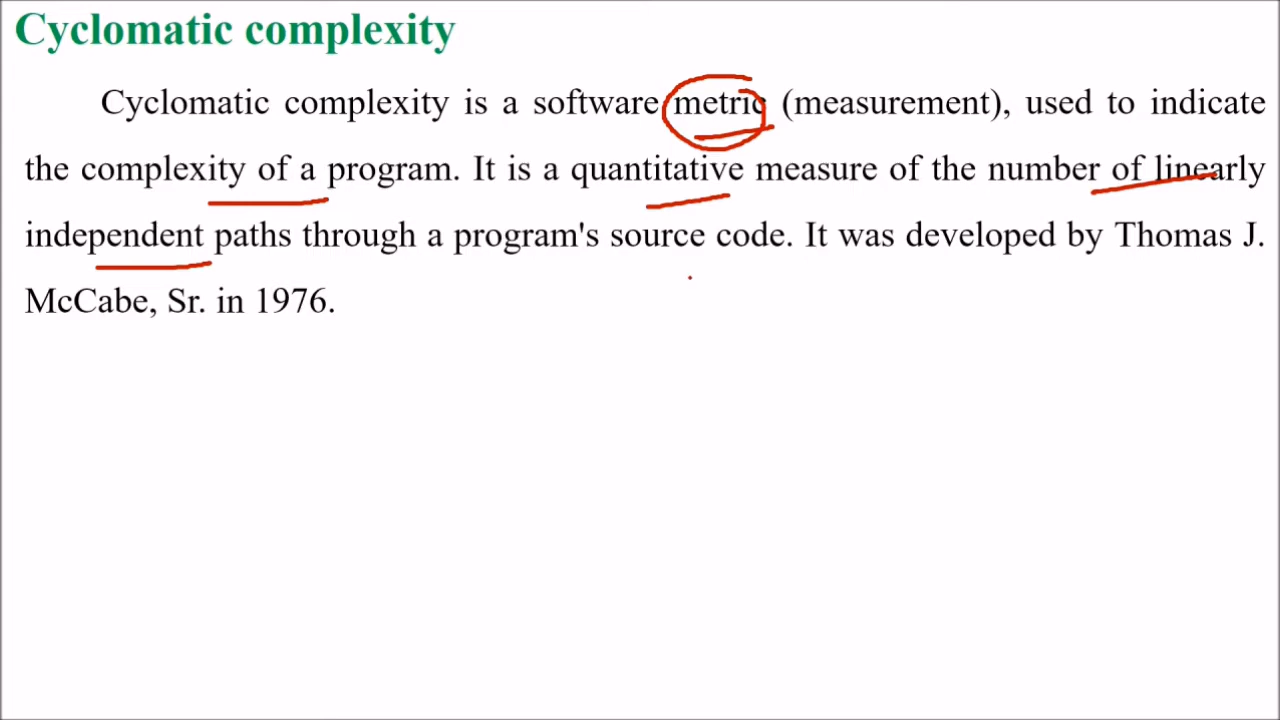 Cyclomatic complexity
Cyclomatic complexity is a software metric (measurement), used to indicate
the complexity of a program. It is a quantitative measure of the number of linearly
independent paths through a program's source code. It was developed by Thomas J.
McCabe, Sr. in 1976.